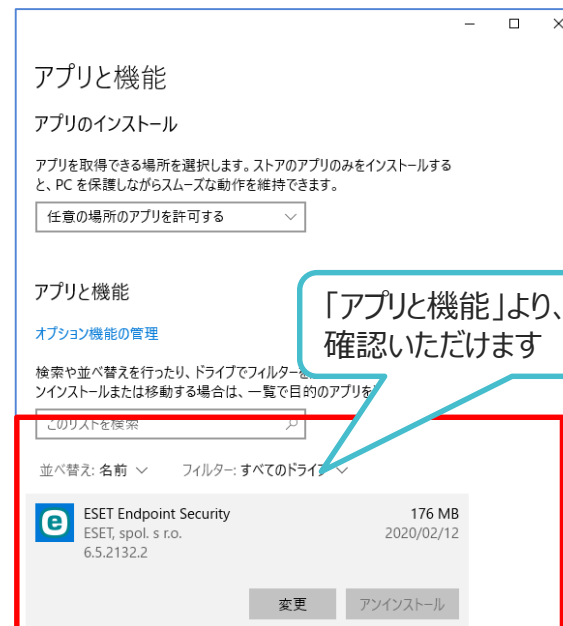 アプリと機能
アプリのインストール
アプリを取得できる場所を選択します。ストアのアプリのみをインストールする
と、PC を保護しながらスムーズな動作を維持できます。
任意の場所のアプリを許可する
アプリと機能
「アプリと機能」より、
確認いただけます
オプション機能の管理
検索や並べ替えを行ったり、ドライブでフィルター
ンインストールまたは移動する場合は、一覧で目的のアプリを
このリストを検索
並べ替え: 名前
フィルター: すべてのドライブ
ESET Endpoint Security
176 MB
ESET, spol. s r.o.
2020/02/12
6.5.2132.2
変更
アンインストール